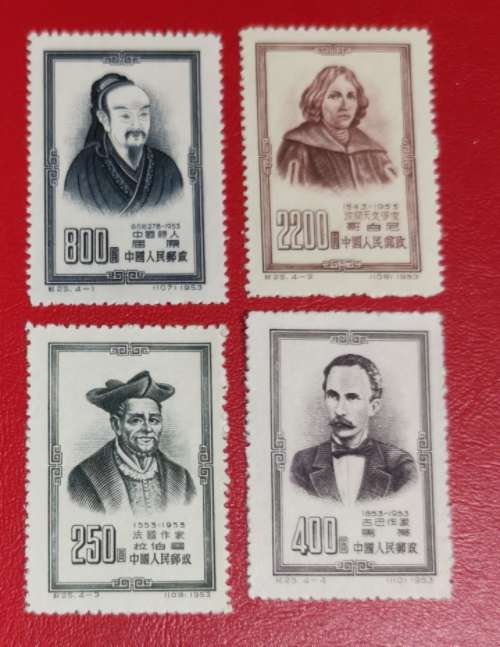 公元前278-1953
中國詩人
屈原
800圓 中國人民郵政
紀25. 4-1 (107) 1953
1543-1953
波蘭天文學家
哥白尼
2200圓 中國人民郵政
紀25. 4-2 (108) 1953
1553-1953
法國作家
拉伯雷
250圓 中國人民郵政
紀25. 4-3 (109) 1953
1853-1953
古巴作家
馬蒂
400圓 中國人民郵政
紀25. 4-4 (110) 1953